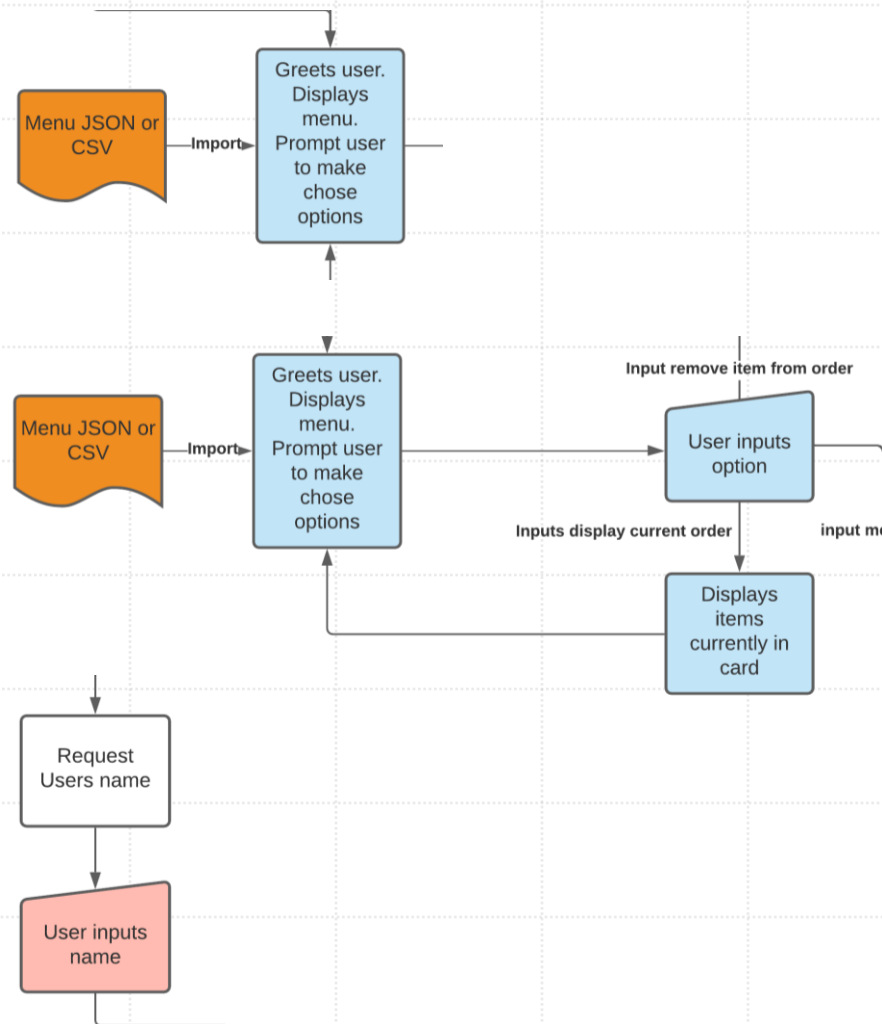 Greets user.
Displays
menu.
Prompt user
to make
chose
options
Menu JSON or
CSV
Import
Input remove item from order
Greets user.
Displays
menu.
Prompt user
to make
chose
options
Menu JSON or
CSV
Import
User inputs
option
Inputs display current order
input
Displays
items
currently in
card
Request
Users name
User inputs
name